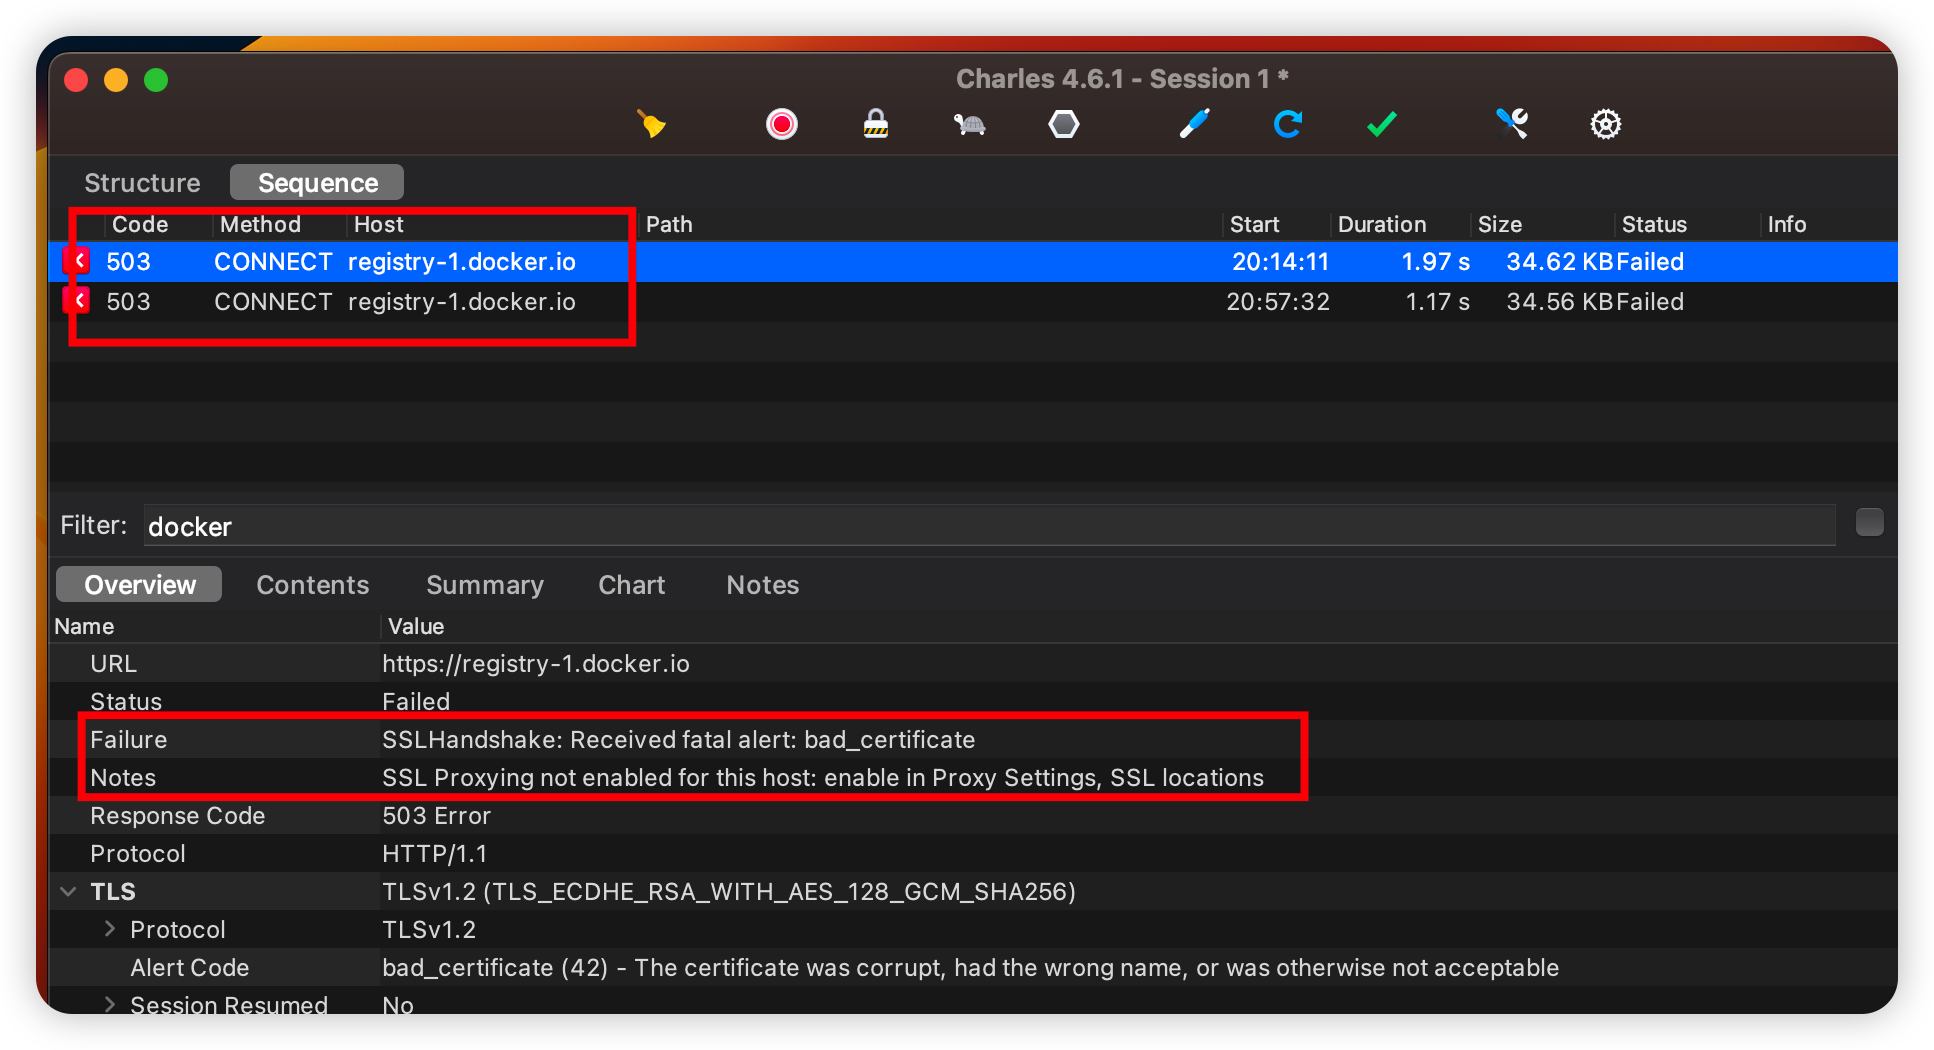 Charles 4.6.1 - Session 1 *
Structure Sequence
Code Method Host Path Start Duration Size Status Info
503 CONNECT registry-1.docker.io 20:14:11 1.97 s 34.62 KB Failed
503 CONNECT registry-1.docker.io 20:57:32 1.17 s 34.56 KB Failed
Filter: docker
Overview Contents Summary Chart Notes
Name Value
URL https://registry-1.docker.io
Status Failed
Failure SSLHandshake: Received fatal alert: bad_certificate
Notes SSL Proxying not enabled for this host: enable in Proxy Settings, SSL locations
Response Code 503 Error
Protocol HTTP/1.1
TLS TLSv1.2 (TLS_ECDHE_RSA_WITH_AES_128_GCM_SHA256)
Protocol TLSv1.2
Alert Code bad_certificate (42) - The certificate was corrupt, had the wrong name, or was otherwise not acceptable
Session Resumed No